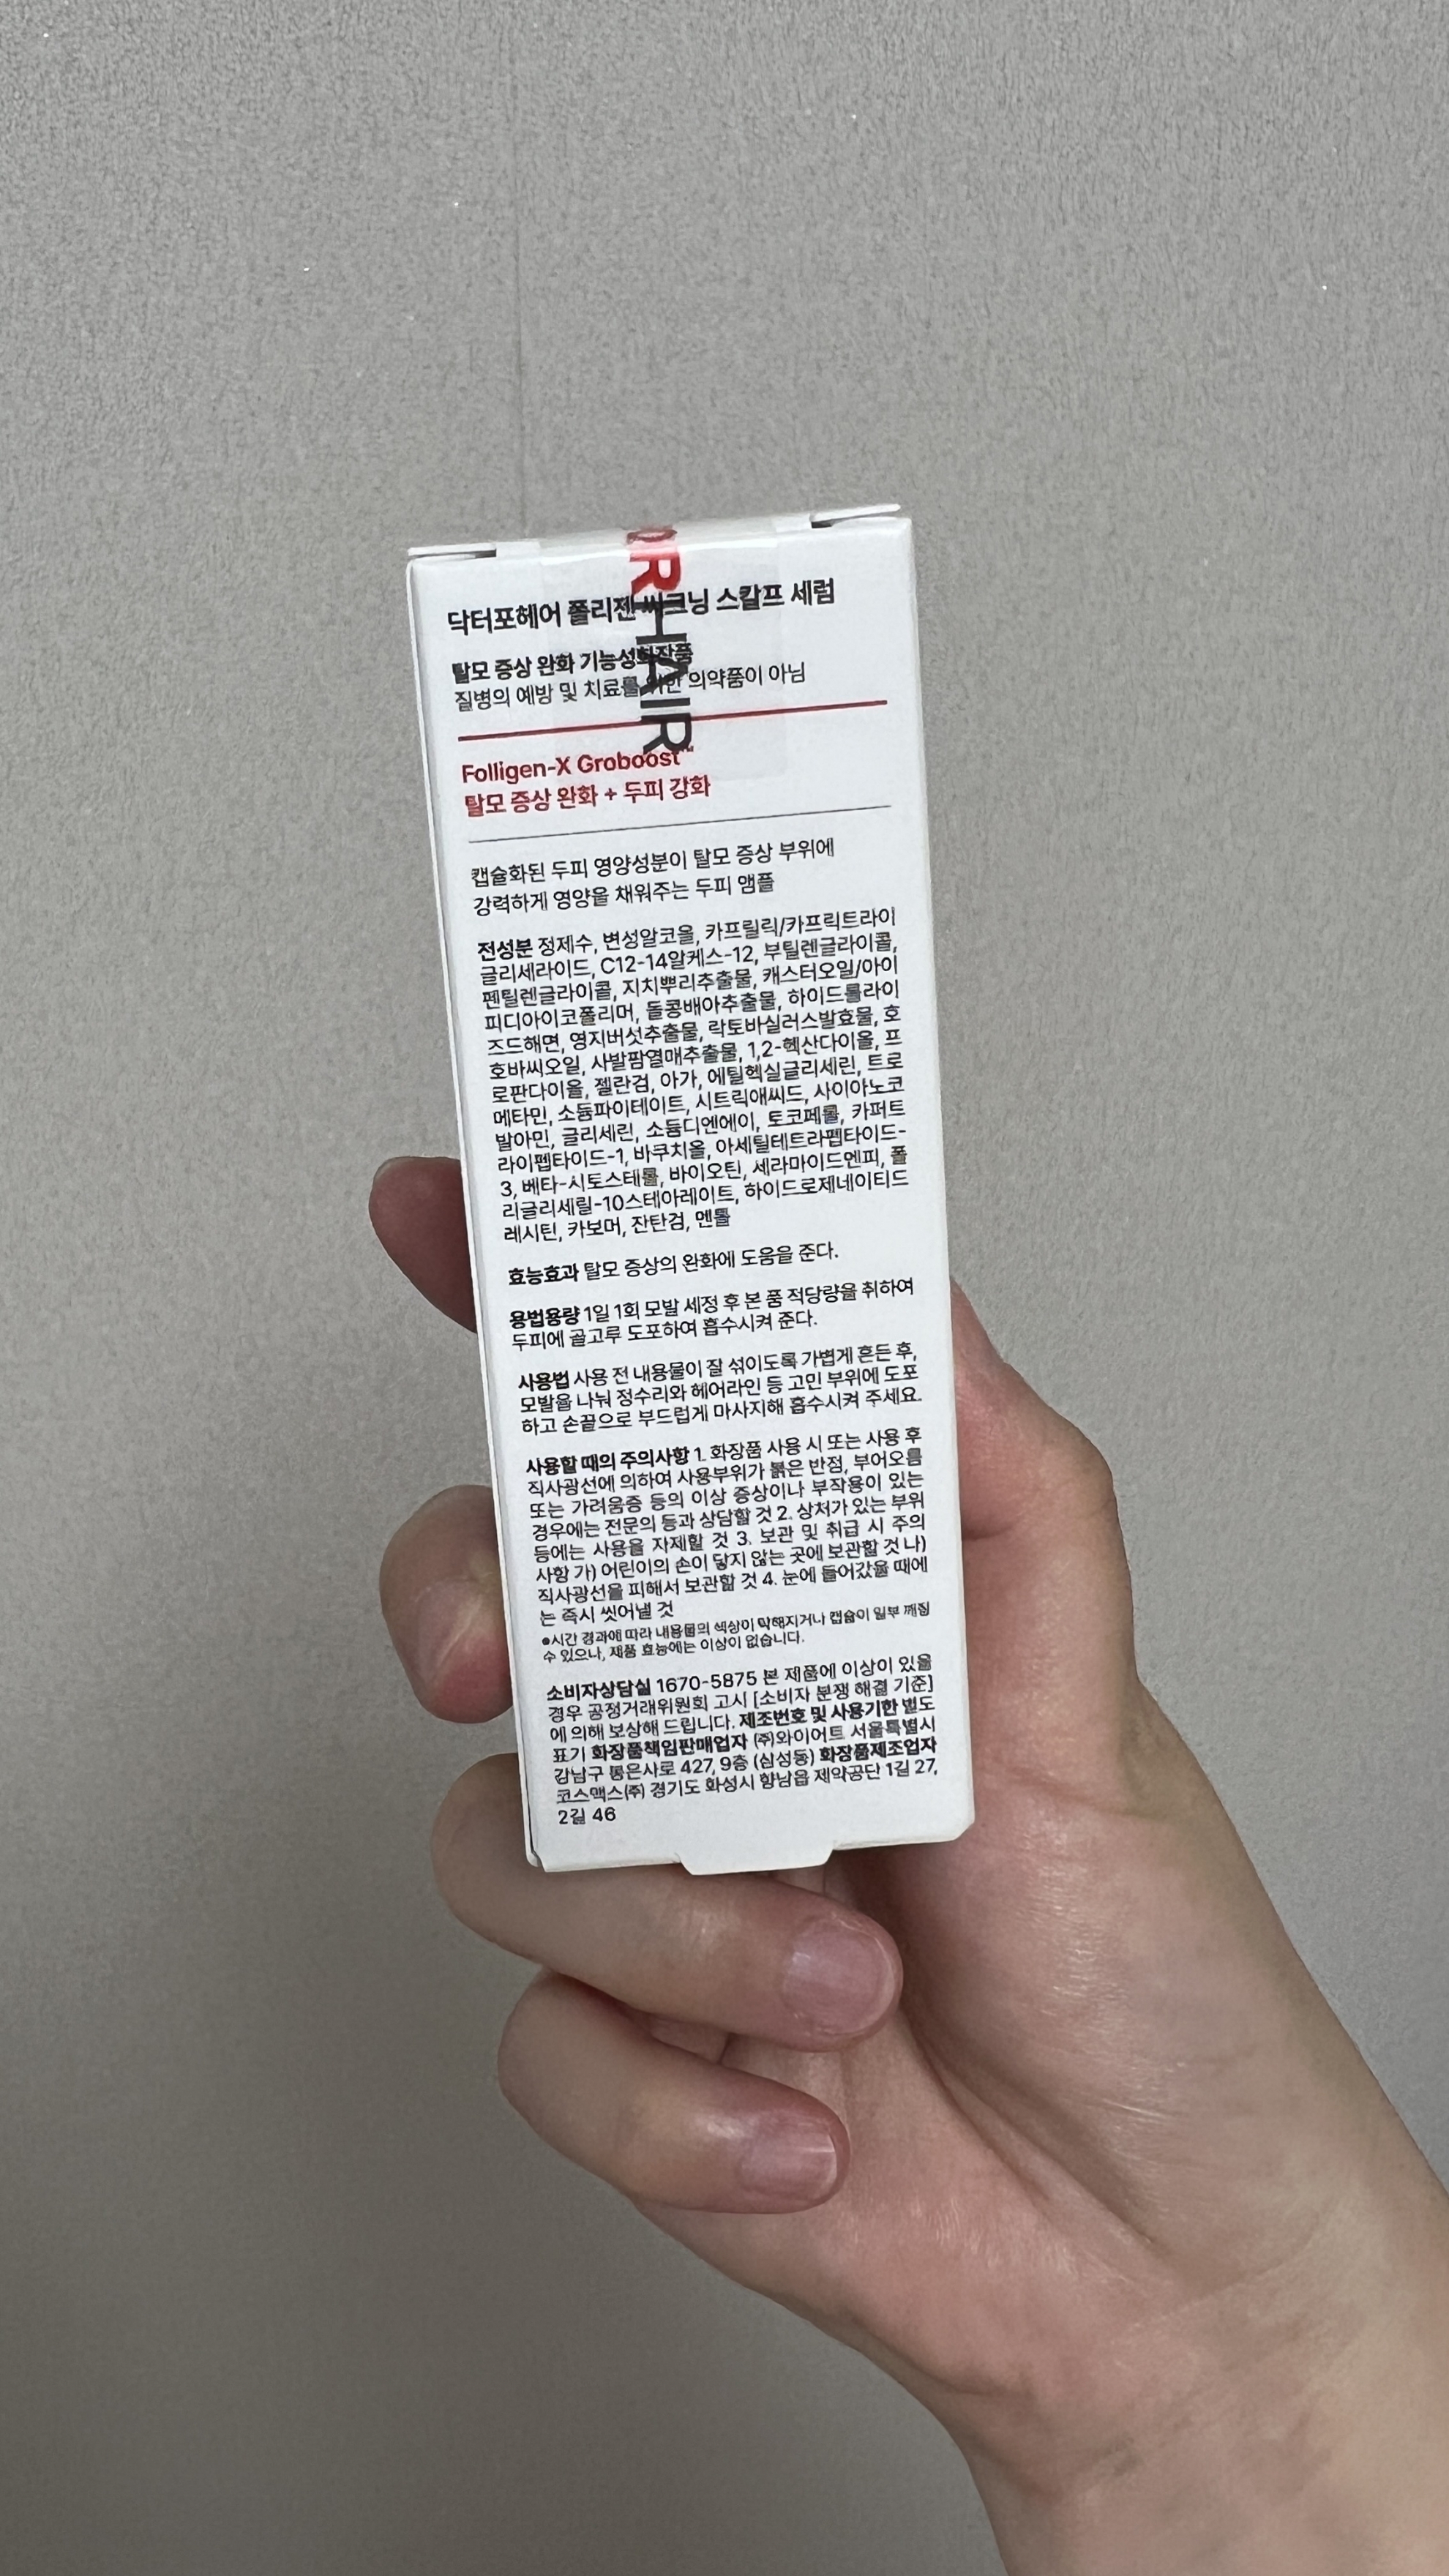 닥터포헤어 폴리젠 씨크닝 스칼프 세럼
탈모 증상 완화 기능성화장품
질병의 예방 및 치료를 위한 의약품이 아님
HAIR
Folligen-X Groboost™
탈모 증상 완화 + 두피 강화
캡슐화된 두피 영양성분이 탈모 증상 부위에
강력하게 영양을 채워주는 두피 앰플
전성분 정제수, 변성알코올, 카프릴릭/카프릭트라이
글리세라이드, C12-14알케스-12, 부틸렌글라이콜,
펜틸렌글라이콜, 지치뿌리추출물, 캐스터오일/아이
피디아이코폴리머, 돌콩배아추출물, 하이드롤라이
즈드해면, 영지버섯추출물, 락토바실러스발효물, 호
호바씨오일, 사발팜열매추출물, 1,2-헥산다이올, 프
로판다이올, 젤란검, 아가, 에틸헥실글리세린, 트로
메타민, 소듐파이테이트, 시트릭애씨드, 사이아노코
발아민, 글리세린, 소듐디엔에이, 토코페롤, 카퍼트
라이펩타이드-1, 바쿠치올, 아세틸테트라펩타이드-
3, 베타-시토스테롤, 바이오틴, 세라마이드엔피, 폴
리글리세릴-10스테아레이트, 하이드로제네이티드
레시틴, 카보머, 잔탄검, 멘톨
효능효과 탈모 증상의 완화에 도움을 준다.
용법용량 1일 1회 모발 세정 후 본 품 적당량을 취하여
두피에 골고루 도포하여 흡수시켜 준다.
사용법 사용 전 내용물이 잘 섞이도록 가볍게 흔든 후,
모발을 나눠 정수리와 헤어라인 등 고민 부위에 도포
하고 손끝으로 부드럽게 마사지해 흡수시켜 주세요.
사용할 때의 주의사항 1. 화장품 사용 시 또는 사용 후
직사광선에 의하여 사용부위가 붉은 반점, 부어오름
또는 가려움증 등의 이상 증상이나 부작용이 있는
경우에는 전문의 등과 상담할 것 2. 상처가 있는 부위
등에는 사용을 자제할 것 3. 보관 및 취급 시 주의
사항 가) 어린이의 손이 닿지 않는 곳에 보관할 것 나)
직사광선을 피해서 보관할 것 4. 눈에 들어갔을 때에
는 즉시 씻어낼 것
※시간 경과에 따라 내용물의 색상이 탁해지거나 캡슐이 일부 깨질
수 있으나, 제품 효능에는 이상이 없습니다.
소비자상담실 1670-5875 본 제품에 이상이 있을
경우 공정거래위원회 고시 [소비자 분쟁 해결 기준]
에 의해 보상해 드립니다. 제조번호 및 사용기한 별도
표기 화장품책임판매업자 ㈜와이어트 서울특별시
강남구 봉은사로 427, 9층 (삼성동) 화장품제조업자
코스맥스㈜ 경기도 화성시 향남읍 제약공단 1길 27,
2길 46